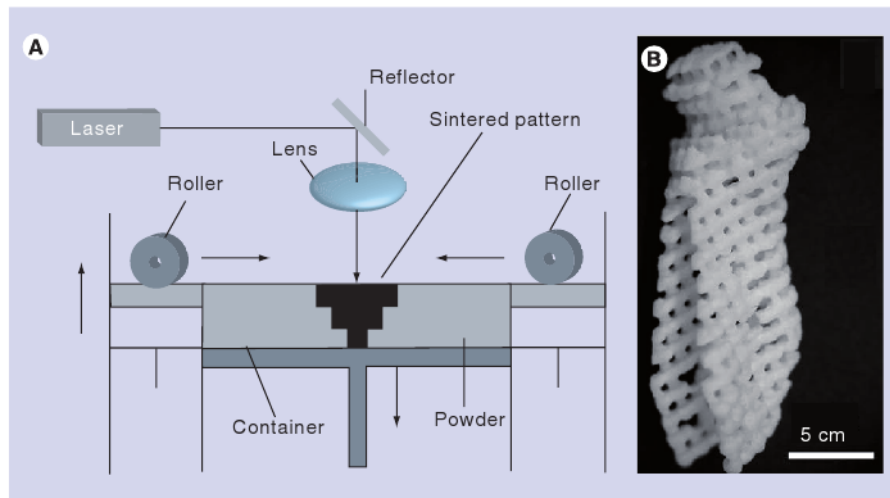 A
Reflector
Laser
Sintered pattern
Lens
Roller
Roller
Container
Powder
B
5 cm